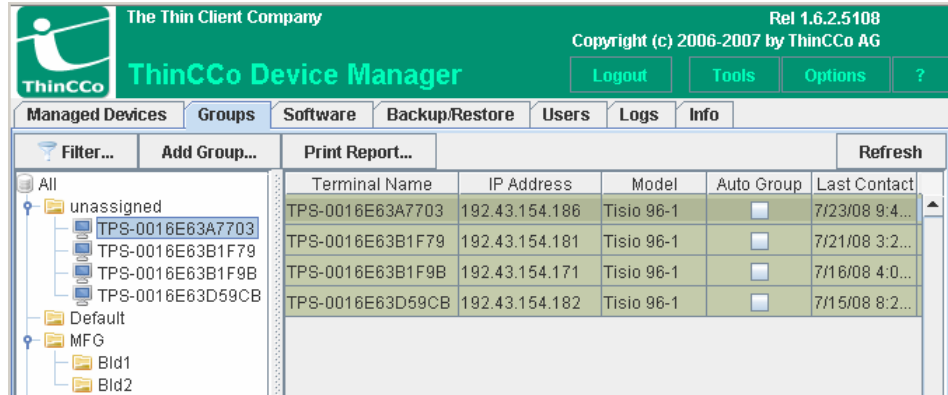 The Thin Client Company
Rel 1.6.2.5108
Copyright (c) 2006-2007 by ThinCCo AG
ThinCCo
ThinCCo Device Manager
Logout Tools Options ?
Managed Devices Groups Software Backup/Restore Users Logs Info
Filter... Add Group... Print Report... Refresh
All
unassigned
TPS-0016E63A7703
TPS-0016E63B1F79
TPS-0016E63B1F9B
TPS-0016E63D59CB
Default
MFG
Bld1
Bld2
Terminal Name IP Address Model Auto Group Last Contact
TPS-0016E63A7703 192.43.154.186 Tisio 96-1 7/23/08 9:4...
TPS-0016E63B1F79 192.43.154.181 Tisio 96-1 7/21/08 3:2...
TPS-0016E63B1F9B 192.43.154.171 Tisio 96-1 7/16/08 4:0...
TPS-0016E63D59CB 192.43.154.182 Tisio 96-1 7/15/08 8:2...